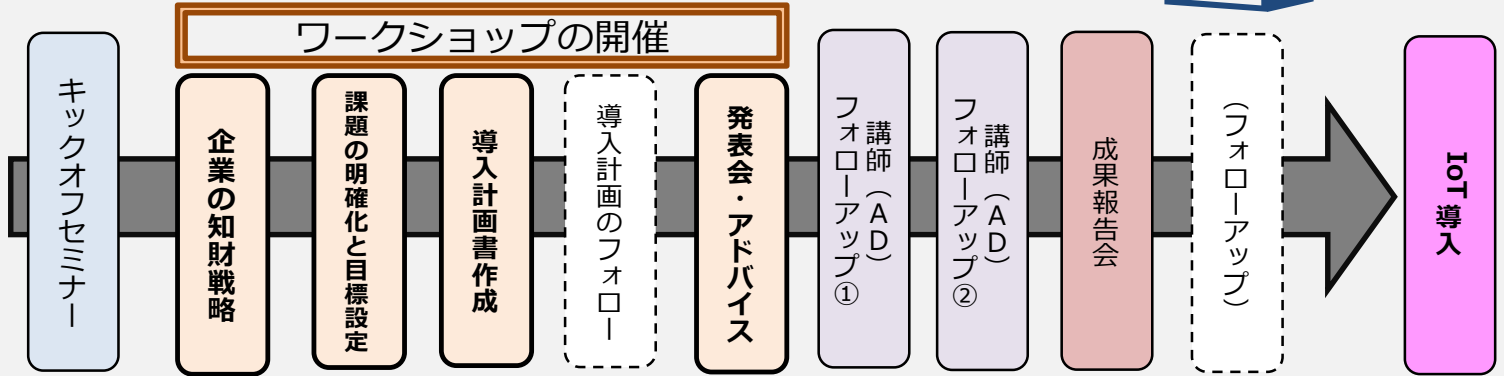 ワークショップの開催
キックオフセミナー
企業の知財戦略
課題の明確化と目標設定
導入計画書作成
導入計画のフォロー
発表会・アドバイス
講師（ＡＤ）
フォローアップ①
講師（ＡＤ）
フォローアップ②
成果報告会
（フォローアップ）
IoT導入